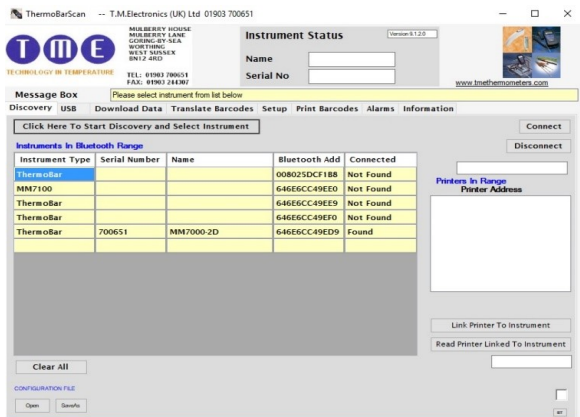 ThermoBarScan -- T.M.Electronics (UK) Ltd 01903 700651
TME
TECHNOLOGY IN TEMPERATURE
MULBERRY HOUSE
MULBERRY LANE
GORING-BY-SEA
WORTHING
WEST SUSSEX
BN12 4RD
TEL: 01903 700651
FAX: 01903 244307
Instrument Status
Version 9.1.2.0
Name
Serial No
www.tmethermometers.com
Message Box
Please select instrument from list below
Discovery USB Download Data Translate Barcodes Setup Print Barcodes Alarms Information
Click Here To Start Discovery and Select Instrument
Connect
Disconnect
Instruments In Bluetooth Range
Instrument Type Serial Number Name Bluetooth Add Connected
ThermoBar 008025DCF1B8 Not Found
MM7100 646E6CC49EE0 Not Found
ThermoBar 646E6CC49EE9 Not Found
ThermoBar 646E6CC49EF0 Not Found
ThermoBar 700651 MM7000-2D 646E6CC49ED9 Found
Printers In Range
Printer Address
Link Printer To Instrument
Read Printer Linked To Instrument
Clear All
CONFIGURATION FILE
Open SaveAs